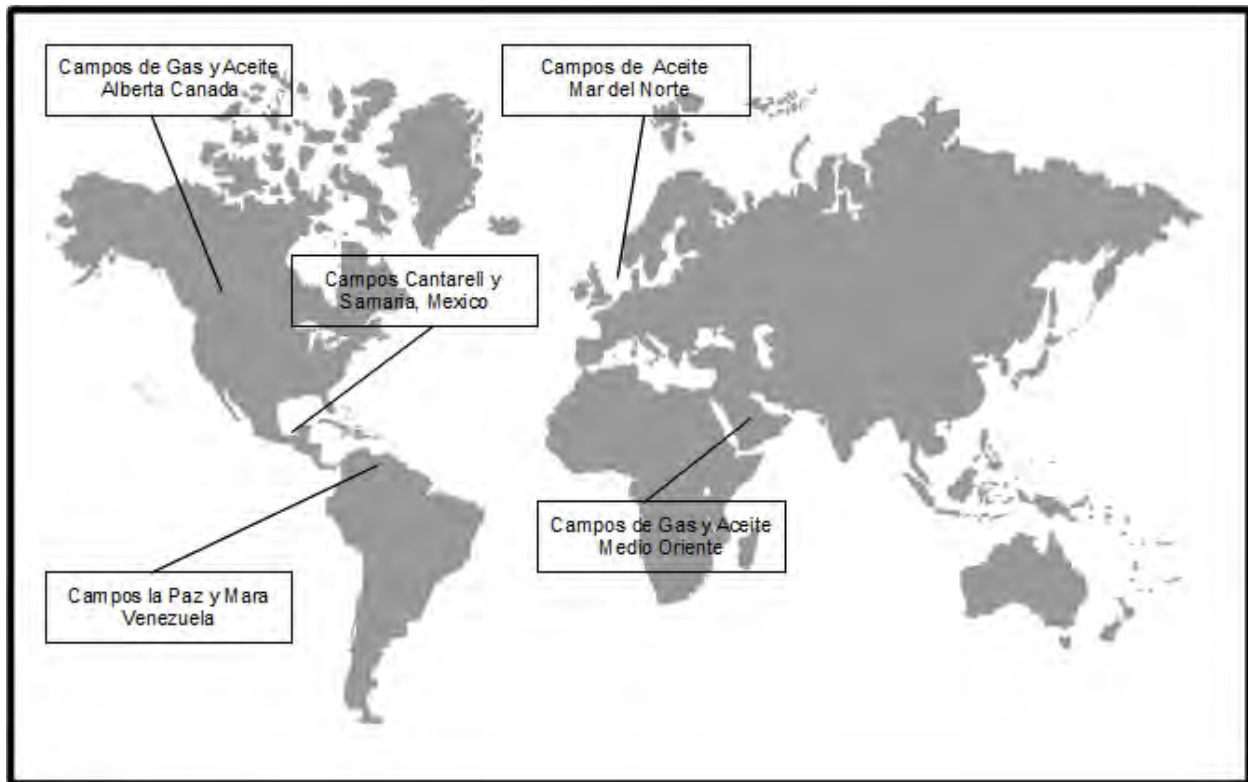 Campos de Gas y Aceite
Alberta Canada
Campos de Aceite
Mar del Norte
Campos Cantarell y
Samaria, Mexico
Campos de Gas y Aceite
Medio Oriente
Campos la Paz y Mara
Venezuela